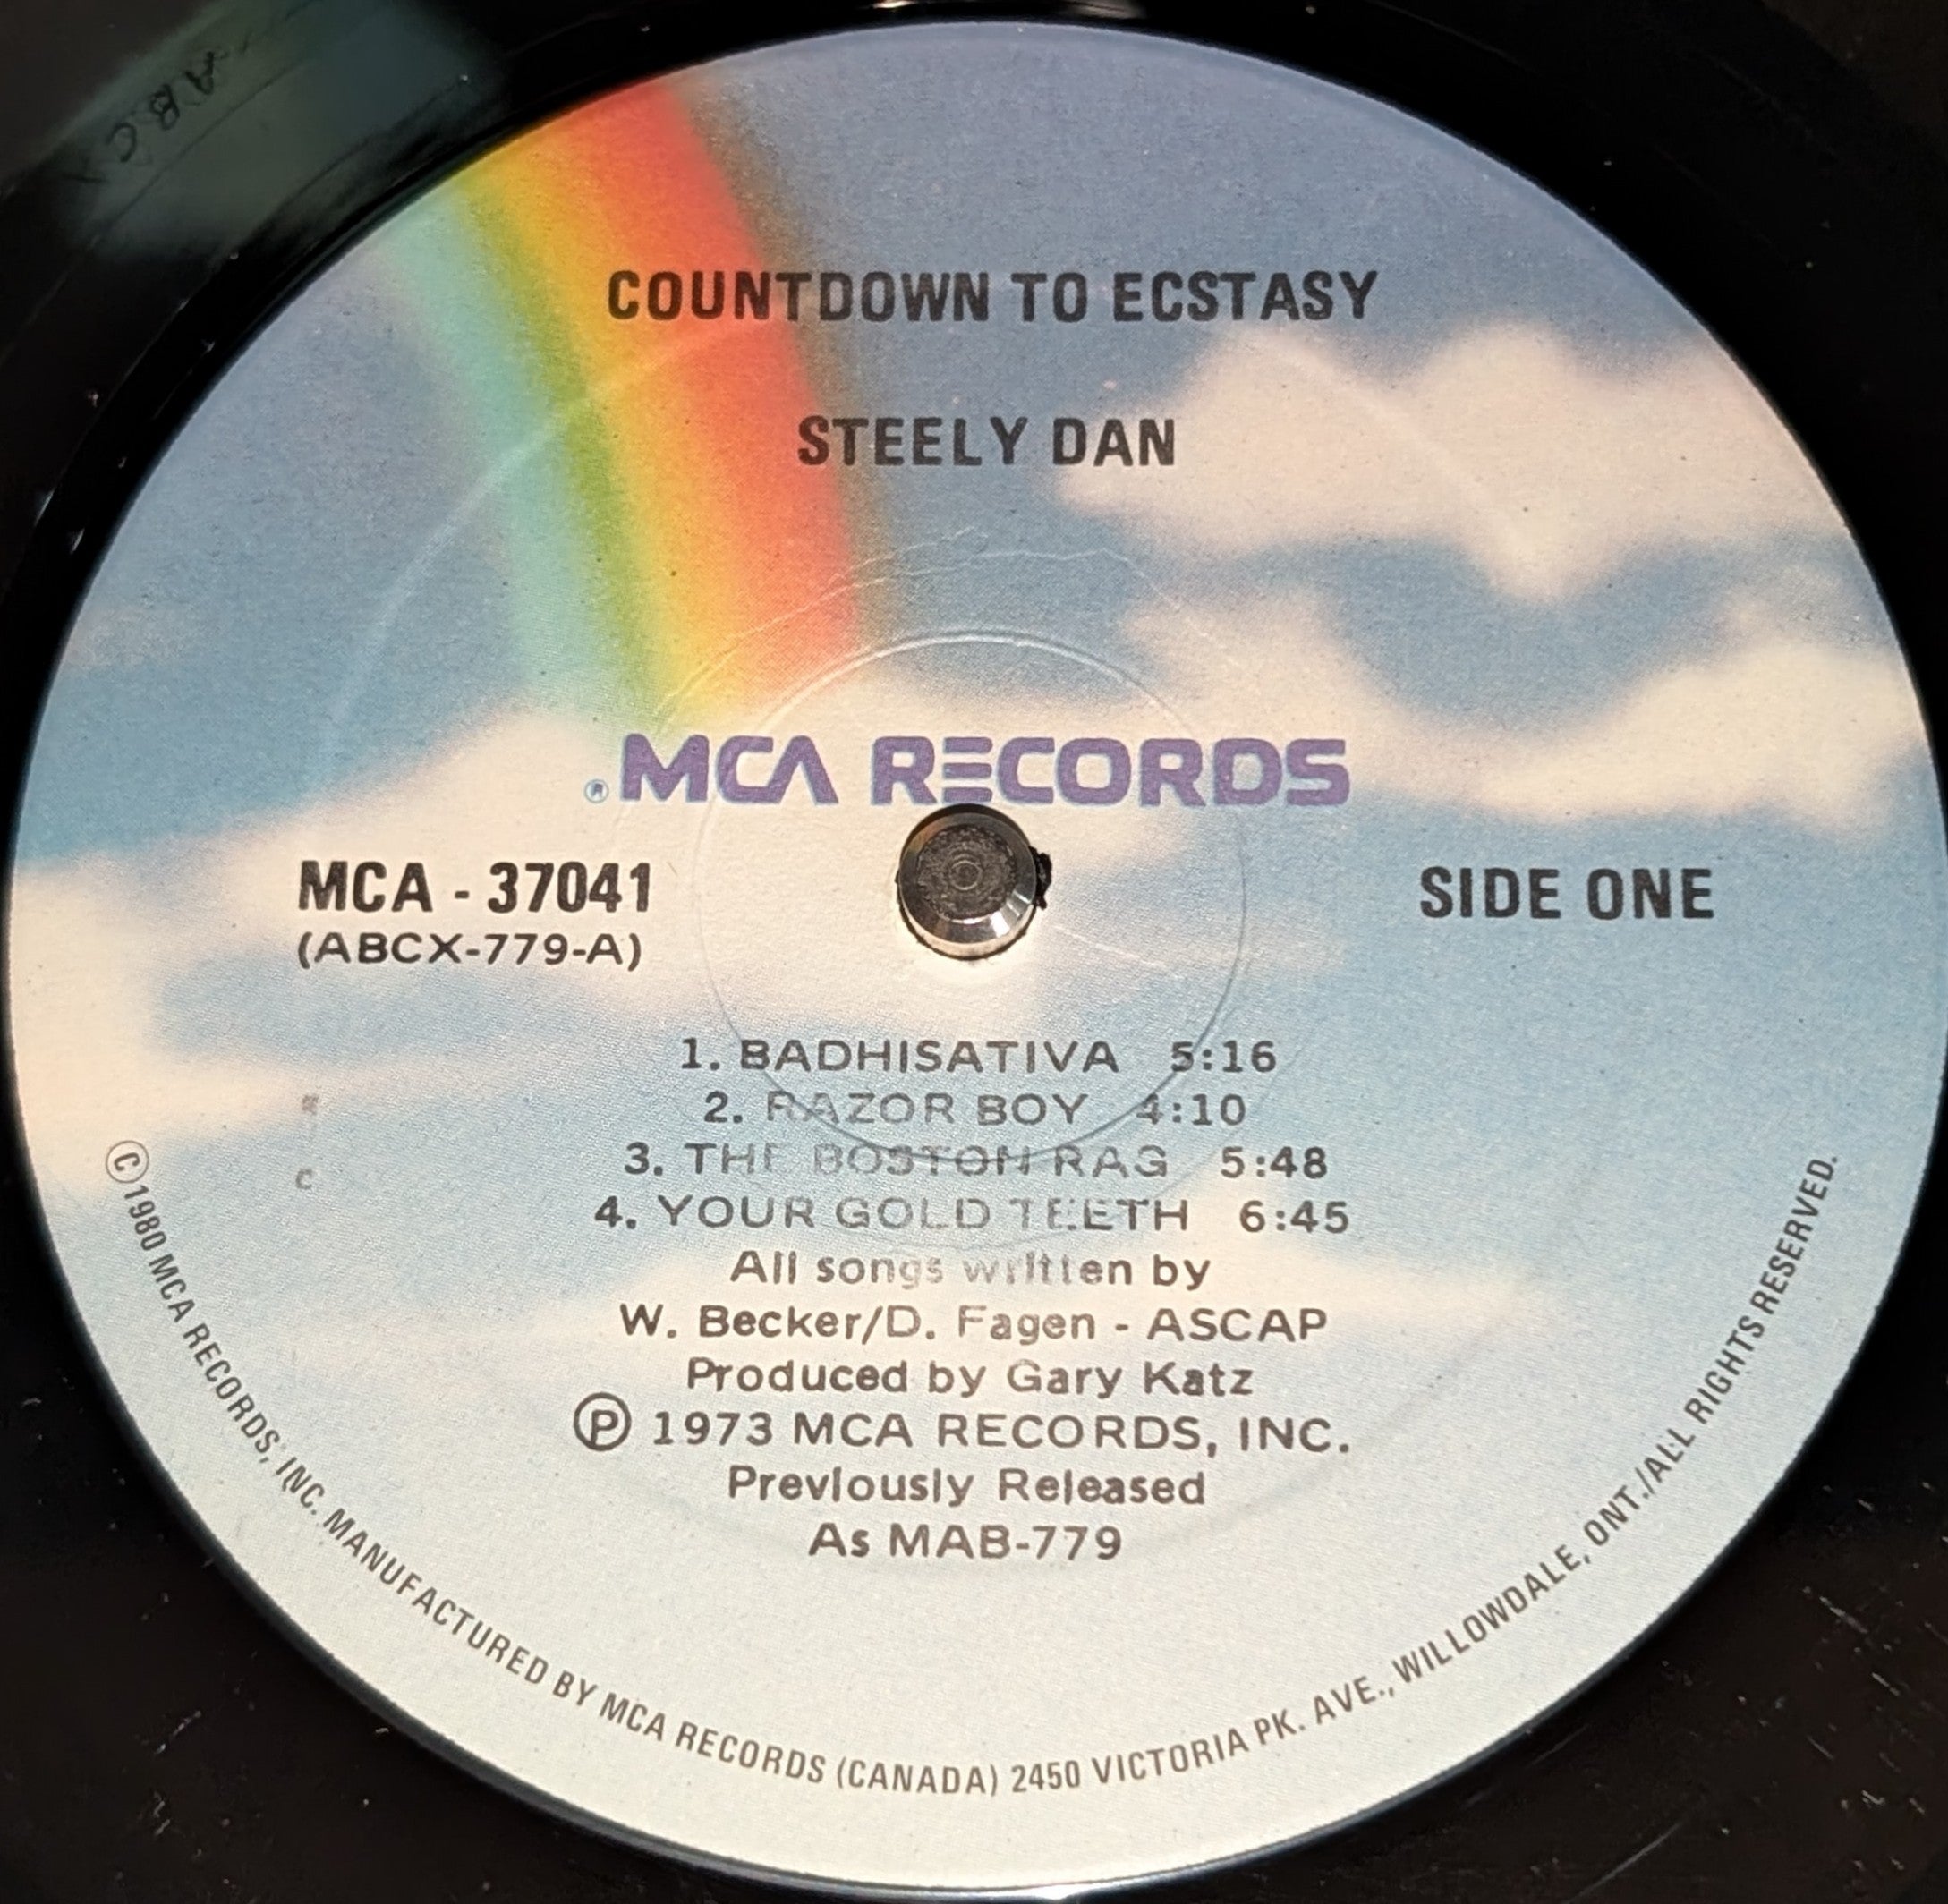 COUNTDOWN TO ECSTASY
STEELY DAN
® MCA RECORDS
MCA - 37041
(ABCX-779-A)
SIDE ONE
1. BADHISATIVA 5:16
2. RAZOR BOY 4:10
3. THE BOSTON RAG 5:48
4. YOUR GOLD TEETH 6:45
All songs written by
W. Becker/D. Fagen - ASCAP
Produced by Gary Katz
Ⓟ 1973 MCA RECORDS, INC.
Previously Released
As MAB-779
©1980 MCA RECORDS, INC. MANUFACTURED BY MCA RECORDS (CANADA) 2450 VICTORIA PK. AVE., WILLOWDALE, ONT./ALL RIGHTS RESERVED.
ABC